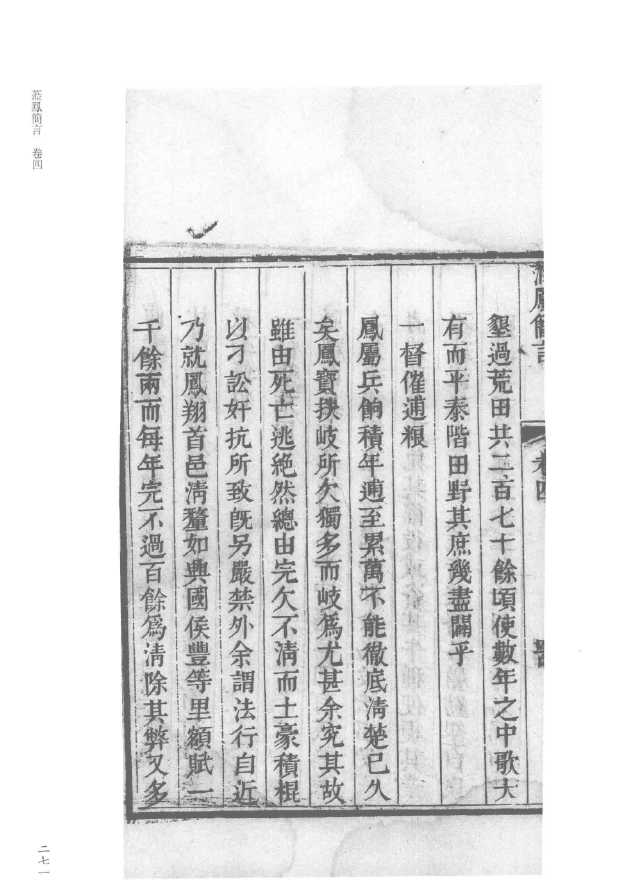 蒞鳳簡言　卷四
蒞鳳簡言
卷四
墾過荒田共二百七十餘頃使數年之中歌大
有而平泰階田野其庶幾盡闢乎
一督催逋粮
鳳屬兵餉積年逋至累萬不能徹底清楚已久
矣鳳寶扶岐所欠獨多而岐爲尤甚余究其故
雖由死亡逃絶然總由完欠不清而土豪積棍
以刁訟奸抗所致旣另嚴禁外余謂法行自近
乃就鳳翔首邑清釐如興國侯豐等里額賦一
千餘兩而每年完不過百餘爲清除其弊又多
二七一